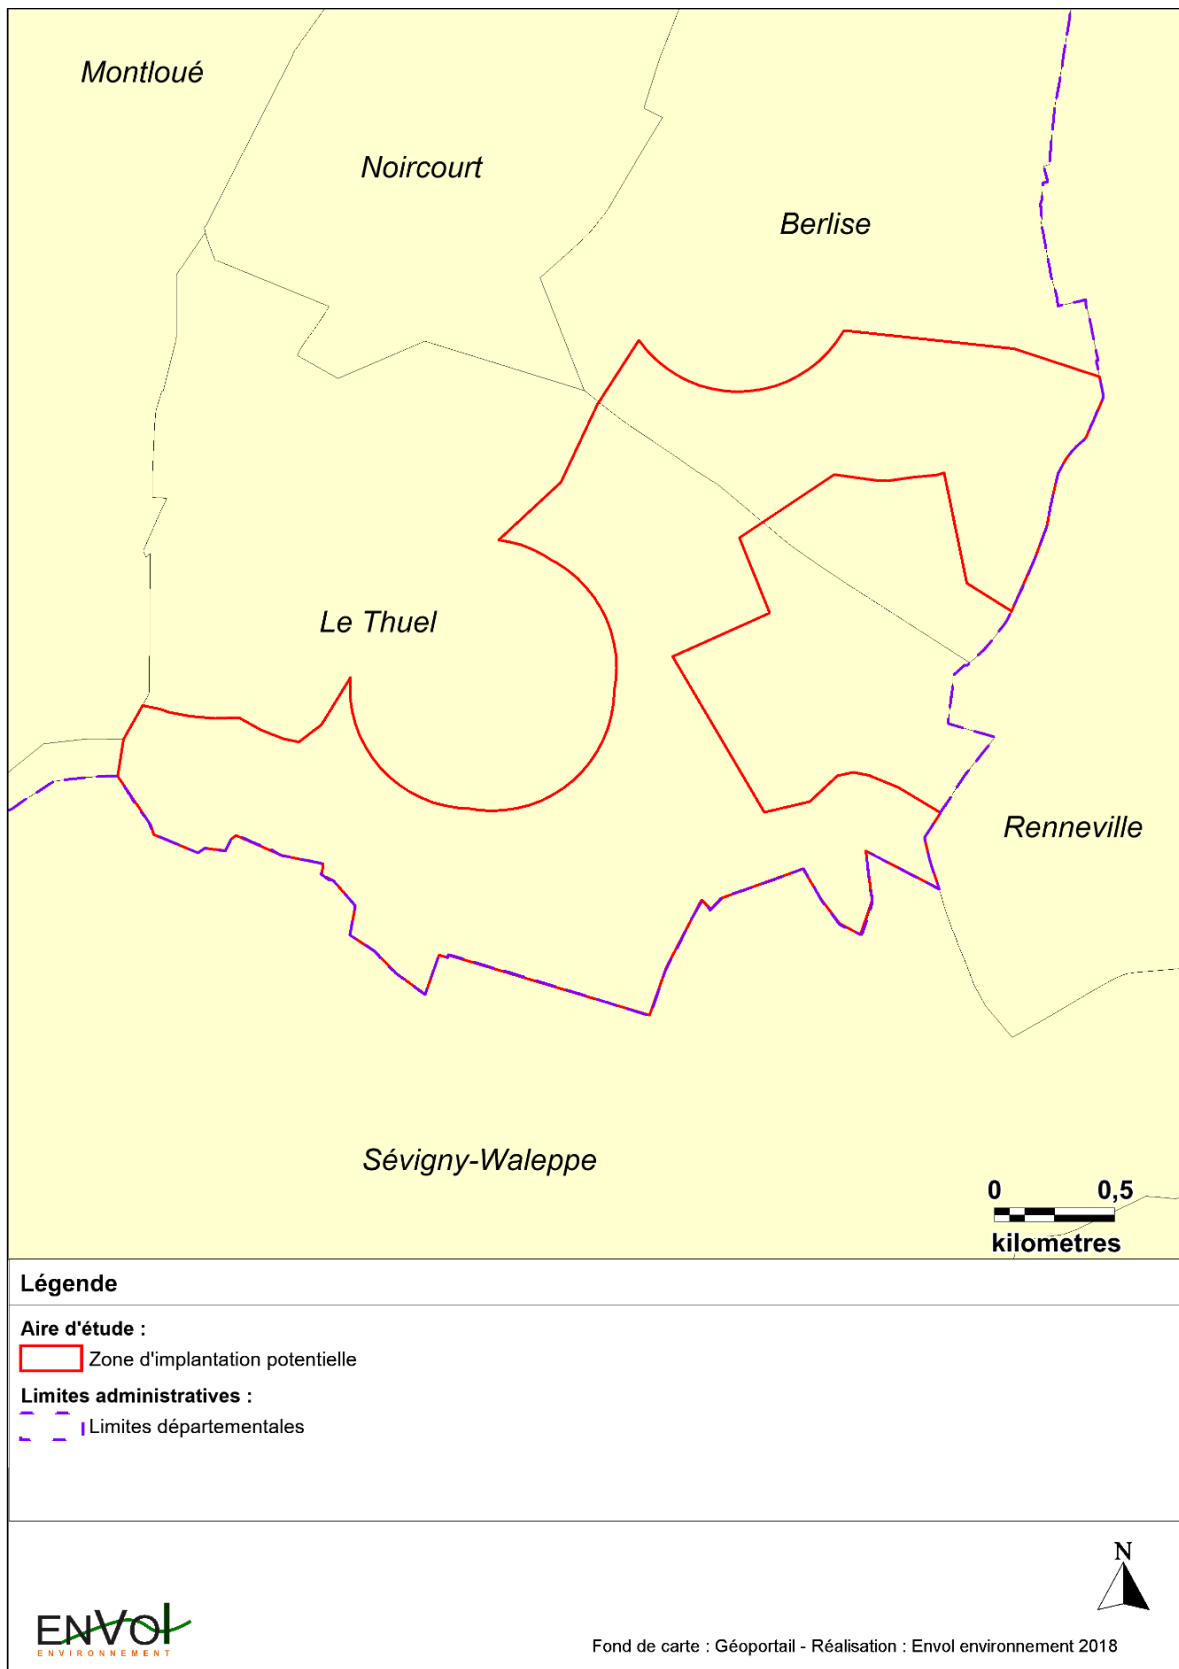 Montloué
Noircourt
Berlise
Le Thuel
Renneville
Sévigny-Waleppe
0 0,5
kilometres
Légende
Aire d'étude :
Zone d'implantation potentielle
Limites administratives :
Limites départementales
N
ENVOl
ENVIRONNEMENT
Fond de carte : Géoportail - Réalisation : Envol environnement 2018